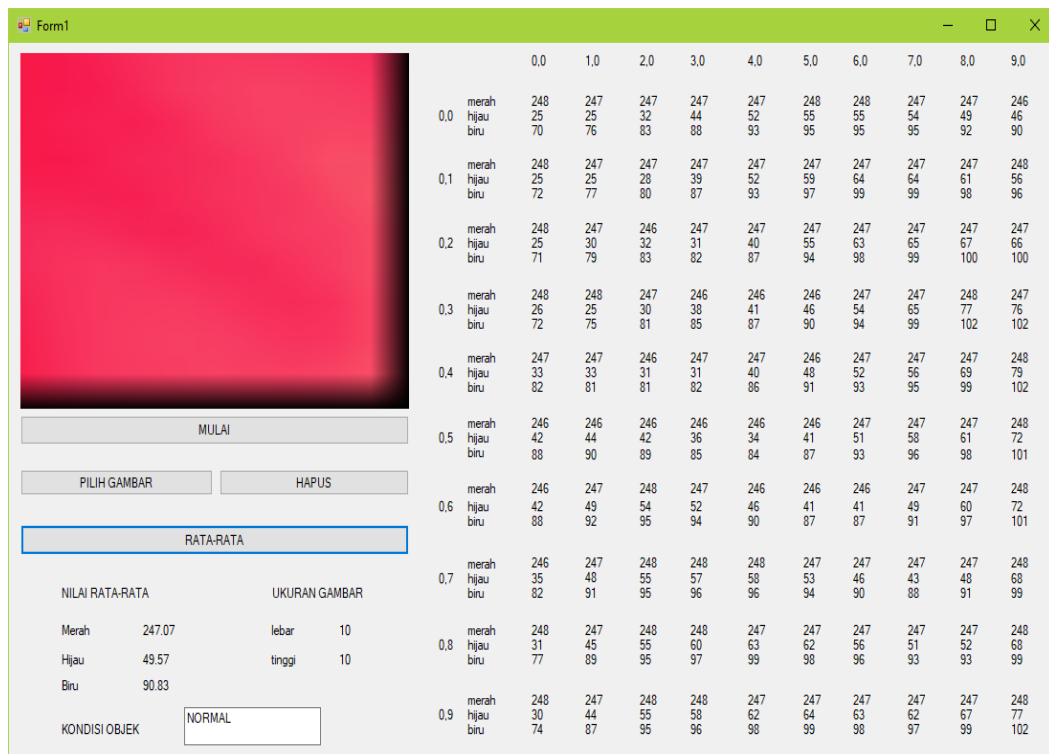 Form1
0,0 1,0 2,0 3,0 4,0 5,0 6,0 7,0 8,0 9,0
merah 248 247 247 247 247 248 248 247 247 246
0,0 hijau 25 25 32 44 52 55 55 54 49 46
biru 70 76 83 88 93 95 95 95 92 90
merah 248 247 247 247 247 247 247 247 247 248
0,1 hijau 25 25 28 39 52 59 64 64 61 56
biru 72 77 80 87 93 97 99 99 98 96
merah 248 247 246 247 247 247 247 247 247 247
0,2 hijau 25 30 32 31 40 55 63 65 67 66
biru 71 79 83 82 87 94 98 99 100 100
merah 248 248 247 246 246 246 247 247 248 247
0,3 hijau 26 25 30 38 41 46 54 65 77 76
biru 72 75 81 85 87 90 94 99 102 102
merah 247 247 246 246 247 246 247 247 247 248
0,4 hijau 33 33 31 31 40 48 52 56 69 79
biru 82 81 81 82 86 91 93 95 99 102
merah 246 246 246 246 247 246 247 247 247 248
0,5 hijau 42 44 42 36 34 41 51 58 61 72
biru 88 90 89 85 84 87 93 96 98 101
merah 246 247 248 247 246 246 246 247 247 248
0,6 hijau 42 49 54 52 46 41 41 49 60 72
biru 88 92 95 94 90 87 87 91 97 101
merah 246 247 248 248 248 248 247 247 247 248
0,7 hijau 35 48 55 57 58 53 46 43 48 68
biru 82 91 95 96 96 94 90 88 91 99
merah 248 247 248 248 247 247 247 247 247 248
0,8 hijau 31 45 55 60 63 62 56 51 52 68
biru 77 89 95 97 99 98 96 93 93 99
merah 248 247 248 248 247 247 247 247 247 248
0,9 hijau 30 44 55 58 62 64 63 62 67 77
biru 74 87 95 96 98 99 98 97 99 102
MULAI
PILIH GAMBAR HAPUS
RATA-RATA
NILAI RATA-RATA UKURAN GAMBAR
Merah 247.07 lebar 10
Hijau 49.57 tinggi 10
Biru 90.83
KONDISI OBJEK NORMAL